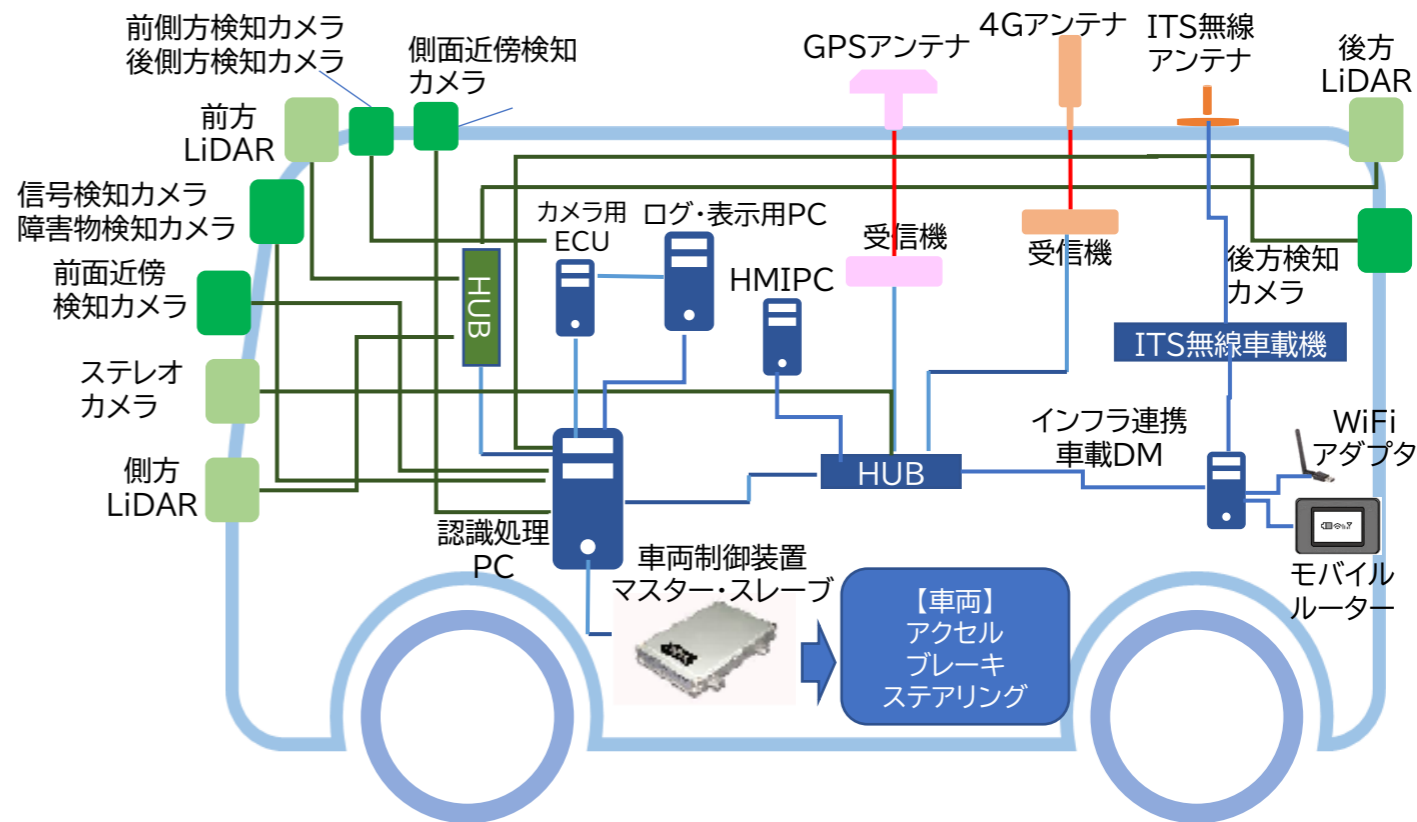 前側方検知カメラ
後側方検知カメラ
側面近傍検知
カメラ
GPSアンテナ
4Gアンテナ
ITS無線
アンテナ
後方
LiDAR
前方
LiDAR
信号検知カメラ
障害物検知カメラ
カメラ用
ECU
ログ・表示用PC
受信機
受信機
前面近傍
検知カメラ
HUB
HMIPC
後方検知
カメラ
ITS無線車載機
ステレオ
カメラ
インフラ連携
車載DM
WiFi
アダプタ
側方
LiDAR
HUB
認識処理
PC
車両制御装置
マスター・スレーブ
【車両】
アクセル
ブレーキ
ステアリング
モバイル
ルーター